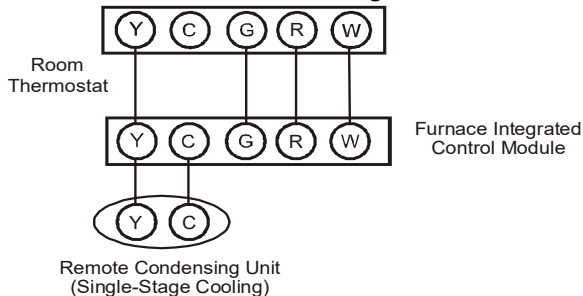 Y C G R W
Room
Thermostat
Y C G R W
Furnace Integrated
Control Module
Y C
Remote Condensing Unit
(Single-Stage Cooling)